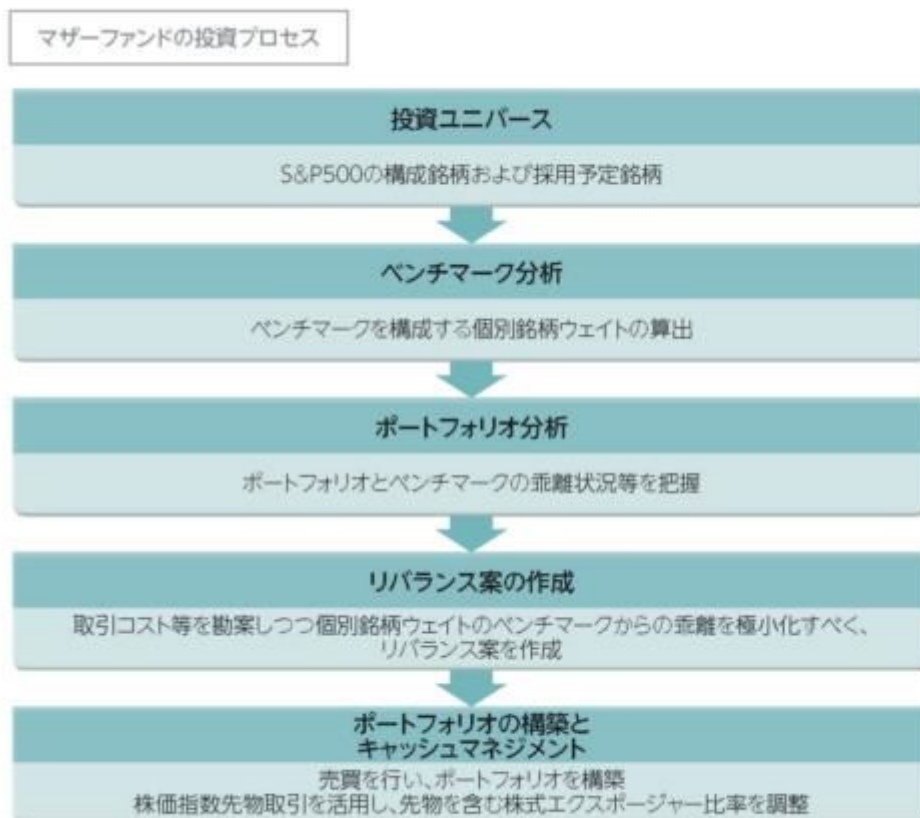 マザーファンドの投資プロセス
投資ユニバース
S&P500の構成銘柄および採用予定銘柄
ベンチマーク分析
ベンチマークを構成する個別銘柄ウェイトの算出
ポートフォリオ分析
ポートフォリオとベンチマークの乖離状況等を把握
リバランス案の作成
取引コスト等を勘案しつつ個別銘柄ウェイトのベンチマークからの乖離を極小化すべく、
リバランス案を作成
ポートフォリオの構築と
キャッシュマネジメント
売買を行い、ポートフォリオを構築
株価指数先物取引を活用し、先物を含む株式エクスポージャー比率を調整